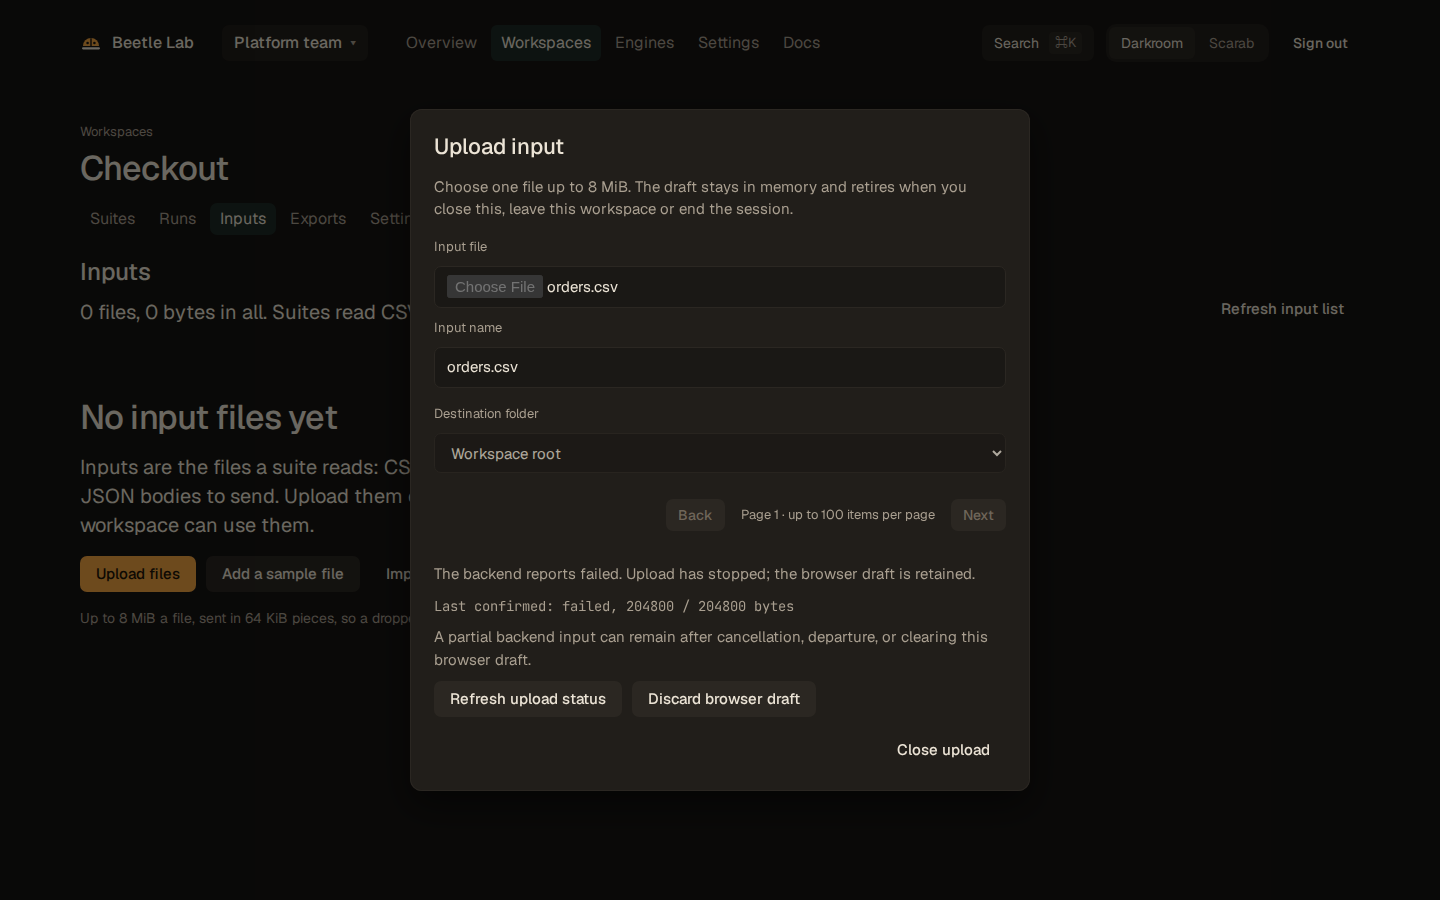 Beetle Lab
Platform team
Overview
Workspaces
Engines
Settings
Docs
Search ⌘K
Darkroom
Scarab
Sign out
Workspaces
Checkout
Suites
Runs
Inputs
Exports
Inputs
0 files, 0 bytes in all. Suites read
Refresh input list
No input files yet
Inputs are the files a suite reads:
JSON bodies to send. Upload them
workspace can use them.
Upload files
Add a sample file
Up to 8 MiB a file, sent in 64 KiB pieces, so a
Upload input
Choose one file up to 8 MiB. The draft stays in memory and retires when you
close this, leave this workspace or end the session.
Input file
Choose File orders.csv
Input name
orders.csv
Destination folder
Workspace root
Back
Page 1 · up to 100 items per page
Next
The backend reports failed. Upload has stopped; the browser draft is retained.
Last confirmed: failed, 204800 / 204800 bytes
A partial backend input can remain after cancellation, departure, or clearing this
browser draft.
Refresh upload status
Discard browser draft
Close upload